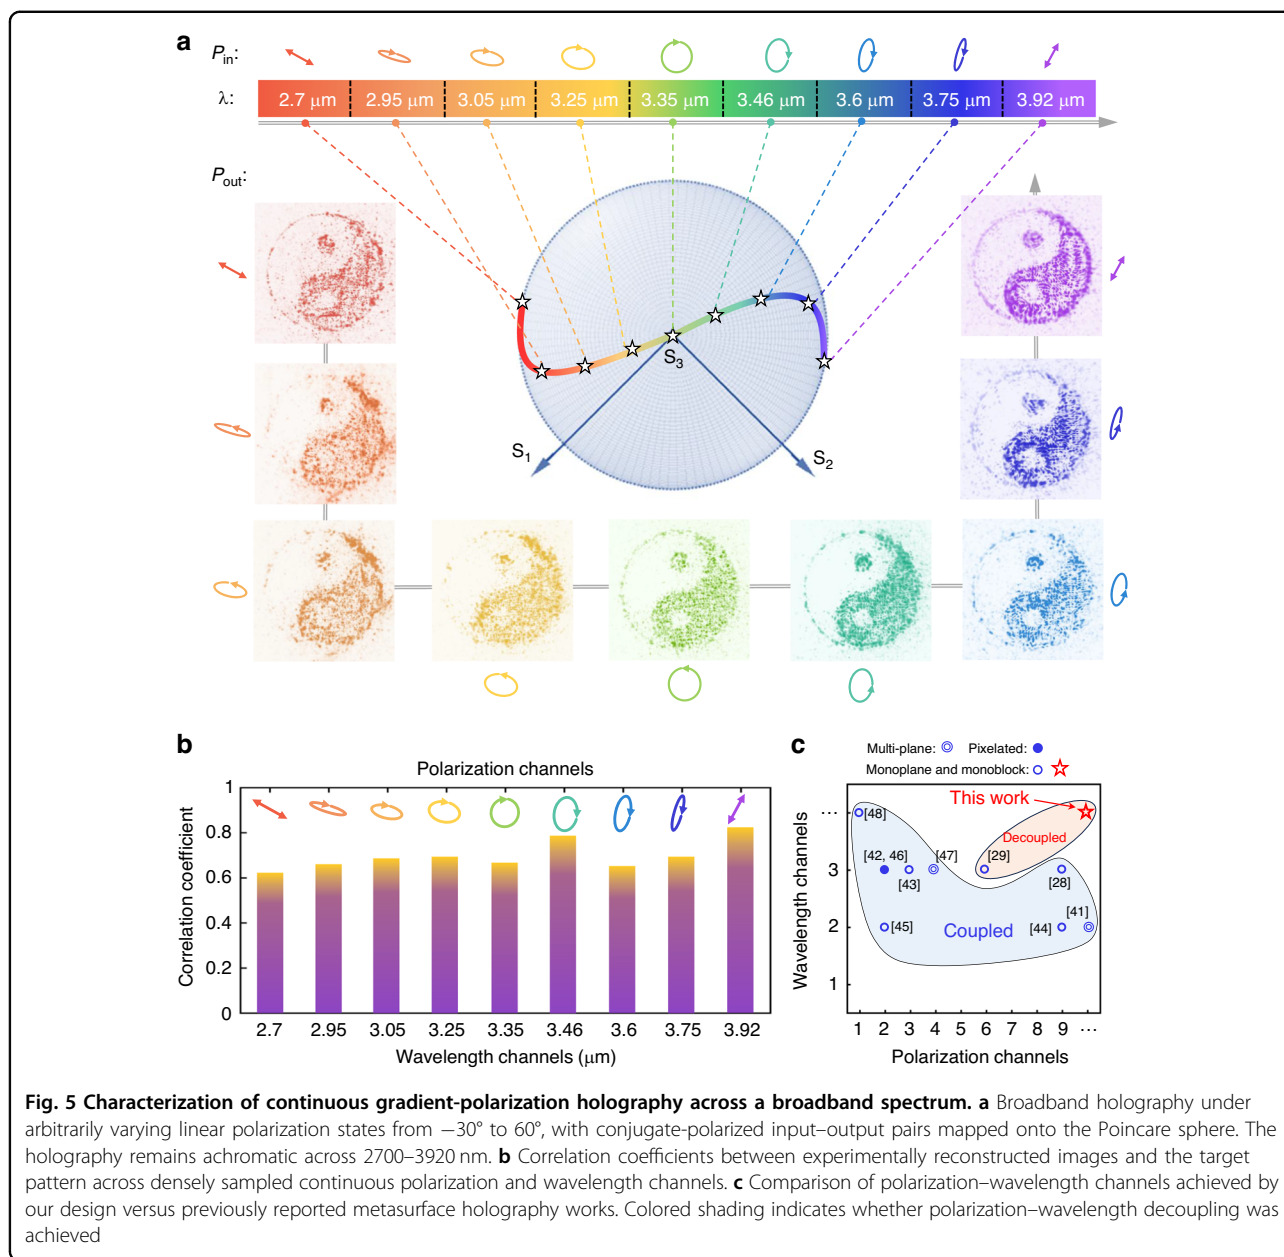 a
P_in:
λ: 2.7 μm 2.95 μm 3.05 μm 3.25 μm 3.35 μm 3.46 μm 3.6 μm 3.75 μm 3.92 μm
P_out:
S_3
S_1
S_2
b
Polarization channels
1
0.8
0.6
0.4
0.2
0
Correlation coefficient
2.7 2.95 3.05 3.25 3.35 3.46 3.6 3.75 3.92
Wavelength channels (μm)
c
Multi-plane: Pixelated:
Monoplane and monoblock:
This work
Decoupled
Coupled
[48]
[42, 46]
[43]
[47]
[29]
[28]
[45]
[44]
[41]
...
3
2
1
Wavelength channels
1 2 3 4 5 6 7 8 9 ...
Polarization channels
Fig. 5 Characterization of continuous gradient-polarization holography across a broadband spectrum. a Broadband holography under
arbitrarily varying linear polarization states from −30° to 60°, with conjugate-polarized input–output pairs mapped onto the Poincare sphere. The
holography remains achromatic across 2700–3920 nm. b Correlation coefficients between experimentally reconstructed images and the target
pattern across densely sampled continuous polarization and wavelength channels. c Comparison of polarization–wavelength channels achieved by
our design versus previously reported metasurface holography works. Colored shading indicates whether polarization–wavelength decoupling was
achieved